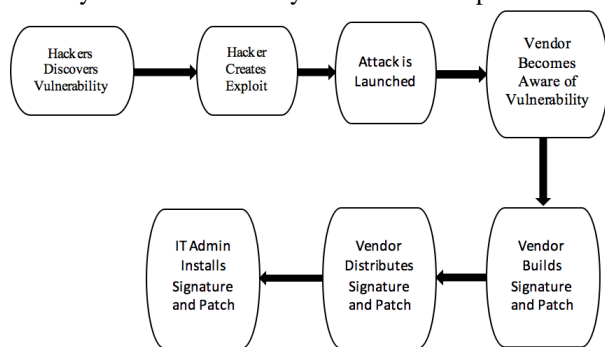 Hackers
Discovers
Vulnerability
Hacker
Creates
Exploit
Attack is
Launched
Vendor
Becomes
Aware of
Vulnerability
IT Admin
Installs
Signature
and Patch
Vendor
Distributes
Signature
and Patch
Vendor
Builds
Signature
and Patch